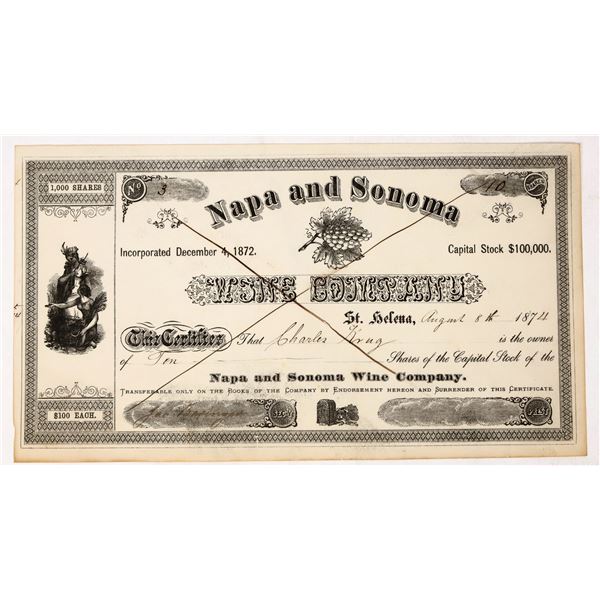 1,000 SHARES
No 3
10 SHARES
Napa and Sonoma
Incorporated December 4, 1872.
Capital Stock $100,000.
WINE COMPANY
St. Helena, August 8th 1874
This Certifies That Charles Krug is the owner
of Ten Shares of the Capital Stock of the
Napa and Sonoma Wine Company.
TRANSFERABLE ONLY ON THE BOOKS OF THE COMPANY BY ENDORSEMENT HEREON AND SURRENDER OF THIS CERTIFICATE.
$100 EACH.
SECY
PREST